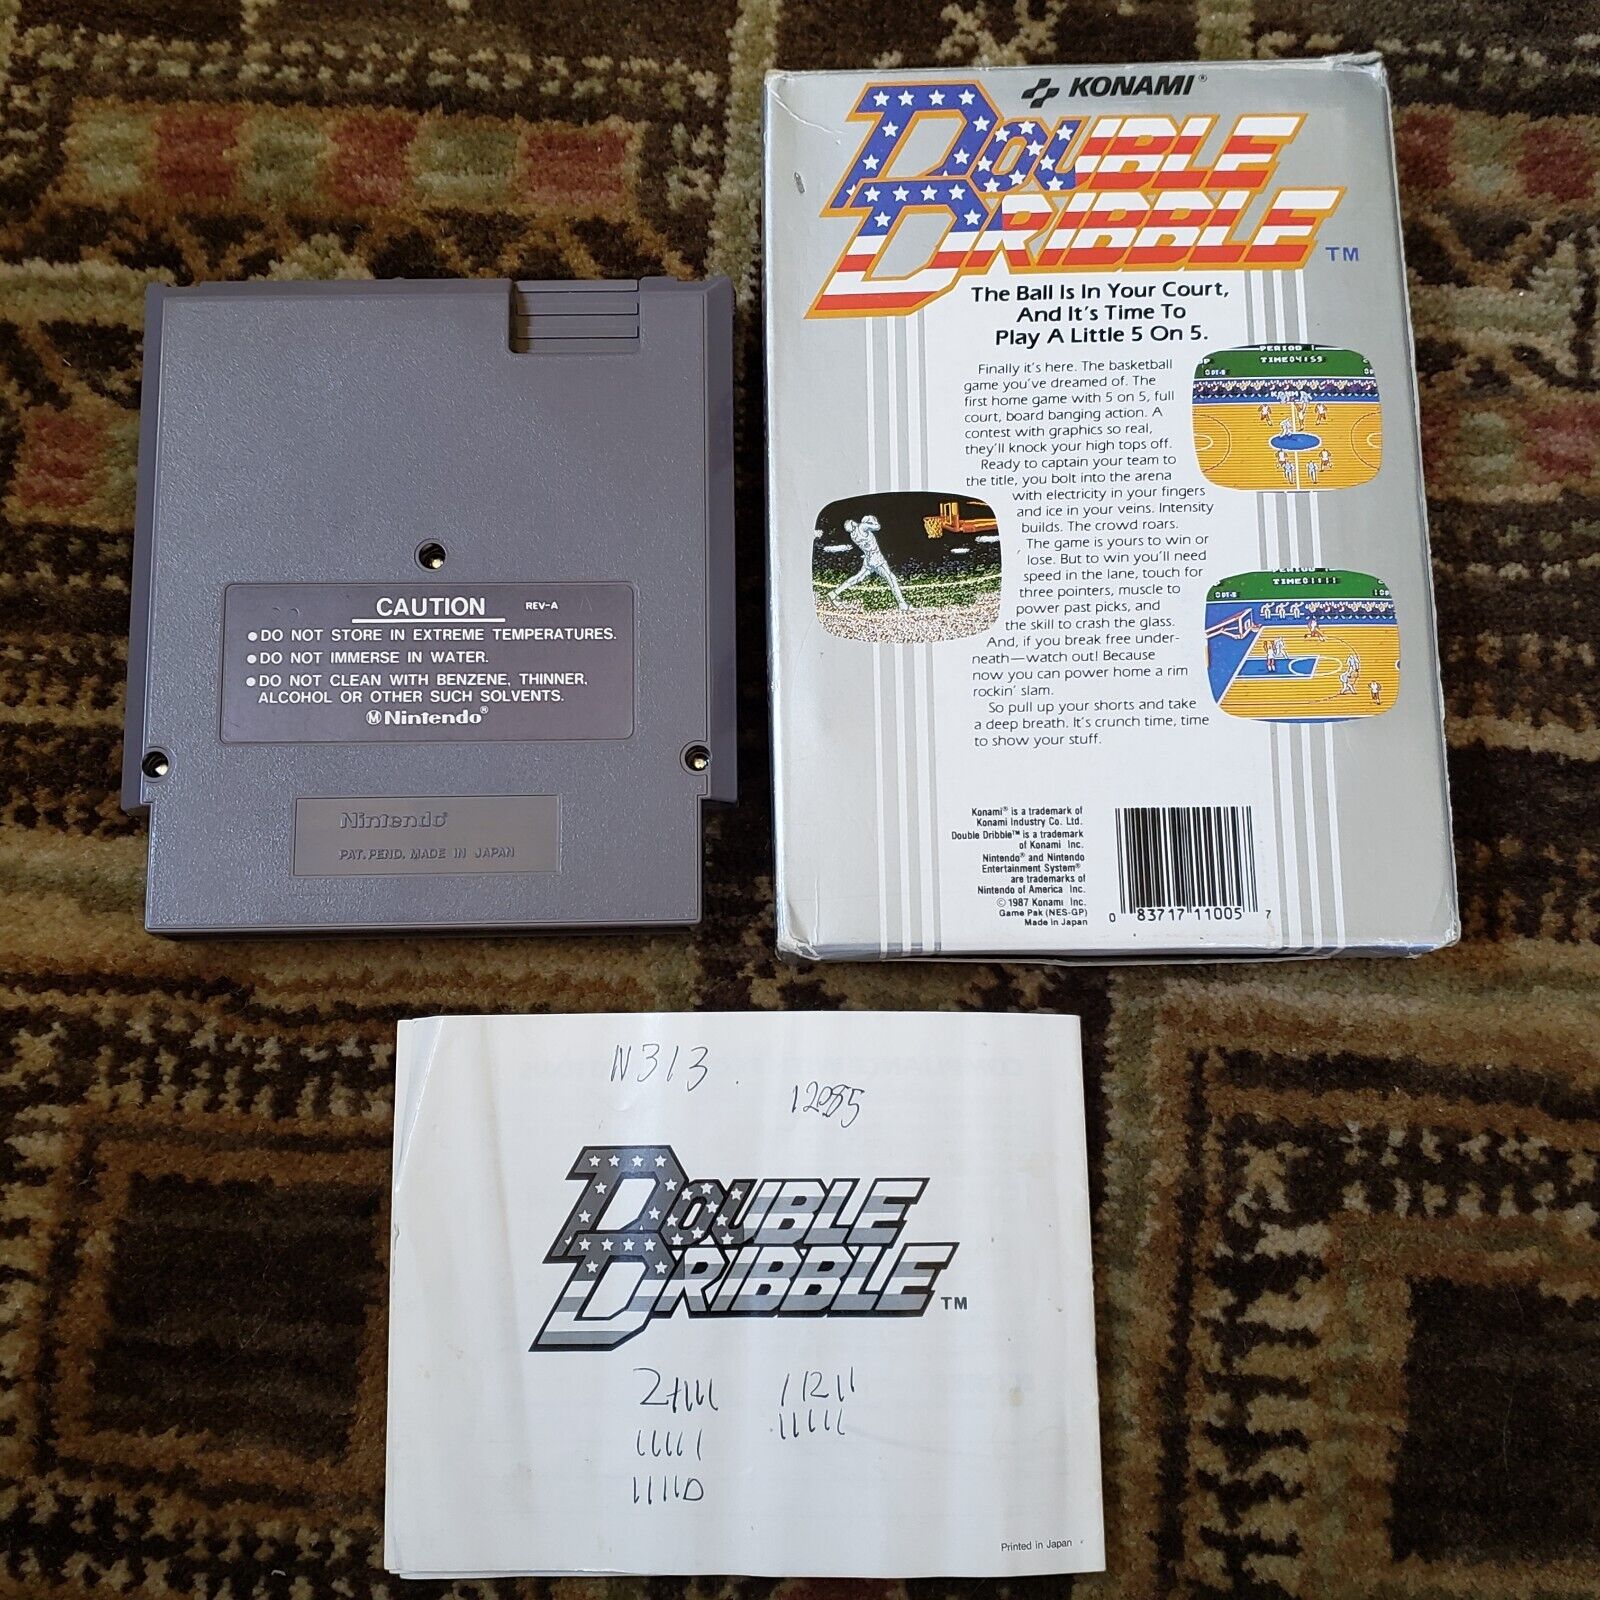 CAUTION REV-A
● DO NOT STORE IN EXTREME TEMPERATURES.
● DO NOT IMMERSE IN WATER.
● DO NOT CLEAN WITH BENZENE, THINNER,
ALCOHOL OR OTHER SUCH SOLVENTS.
Ⓜ Nintendo®
Nintendo®
PAT. PEND. MADE IN JAPAN
KONAMI®
DOUBLE
DRIBBLE TM
The Ball Is In Your Court,
And It's Time To
Play A Little 5 On 5.
Finally it's here. The basketball
game you've dreamed of. The
first home game with 5 on 5, full
court, board banging action. A
contest with graphics so real,
they'll knock your high tops off.
Ready to captain your team to
the title, you bolt into the arena
with electricity in your fingers
and ice in your veins. Intensity
builds. The crowd roars.
The game is yours to win or
lose. But to win you'll need
speed in the lane, touch for
three pointers, muscle to
power past picks, and
the skill to crash the glass.
And, if you break free under-
neath—watch out! Because
now you can power home a rim
rockin' slam.
So pull up your shorts and take
a deep breath. It's crunch time, time
to show your stuff.
PERIOD 1
TIME04:59
KONAMI
PERIOD
TIME01:11
Konami® is a trademark of
Konami Industry Co. Ltd.
Double Dribble™ is a trademark
of Konami Inc.
Nintendo® and Nintendo
Entertainment System®
are trademarks of
Nintendo of America Inc.
© 1987 Konami Inc.
Game Pak (NES-GP)
Made in Japan
0 83717 11005 7
N313
DOUBLE
DRIBBLE TM
Printed in Japan